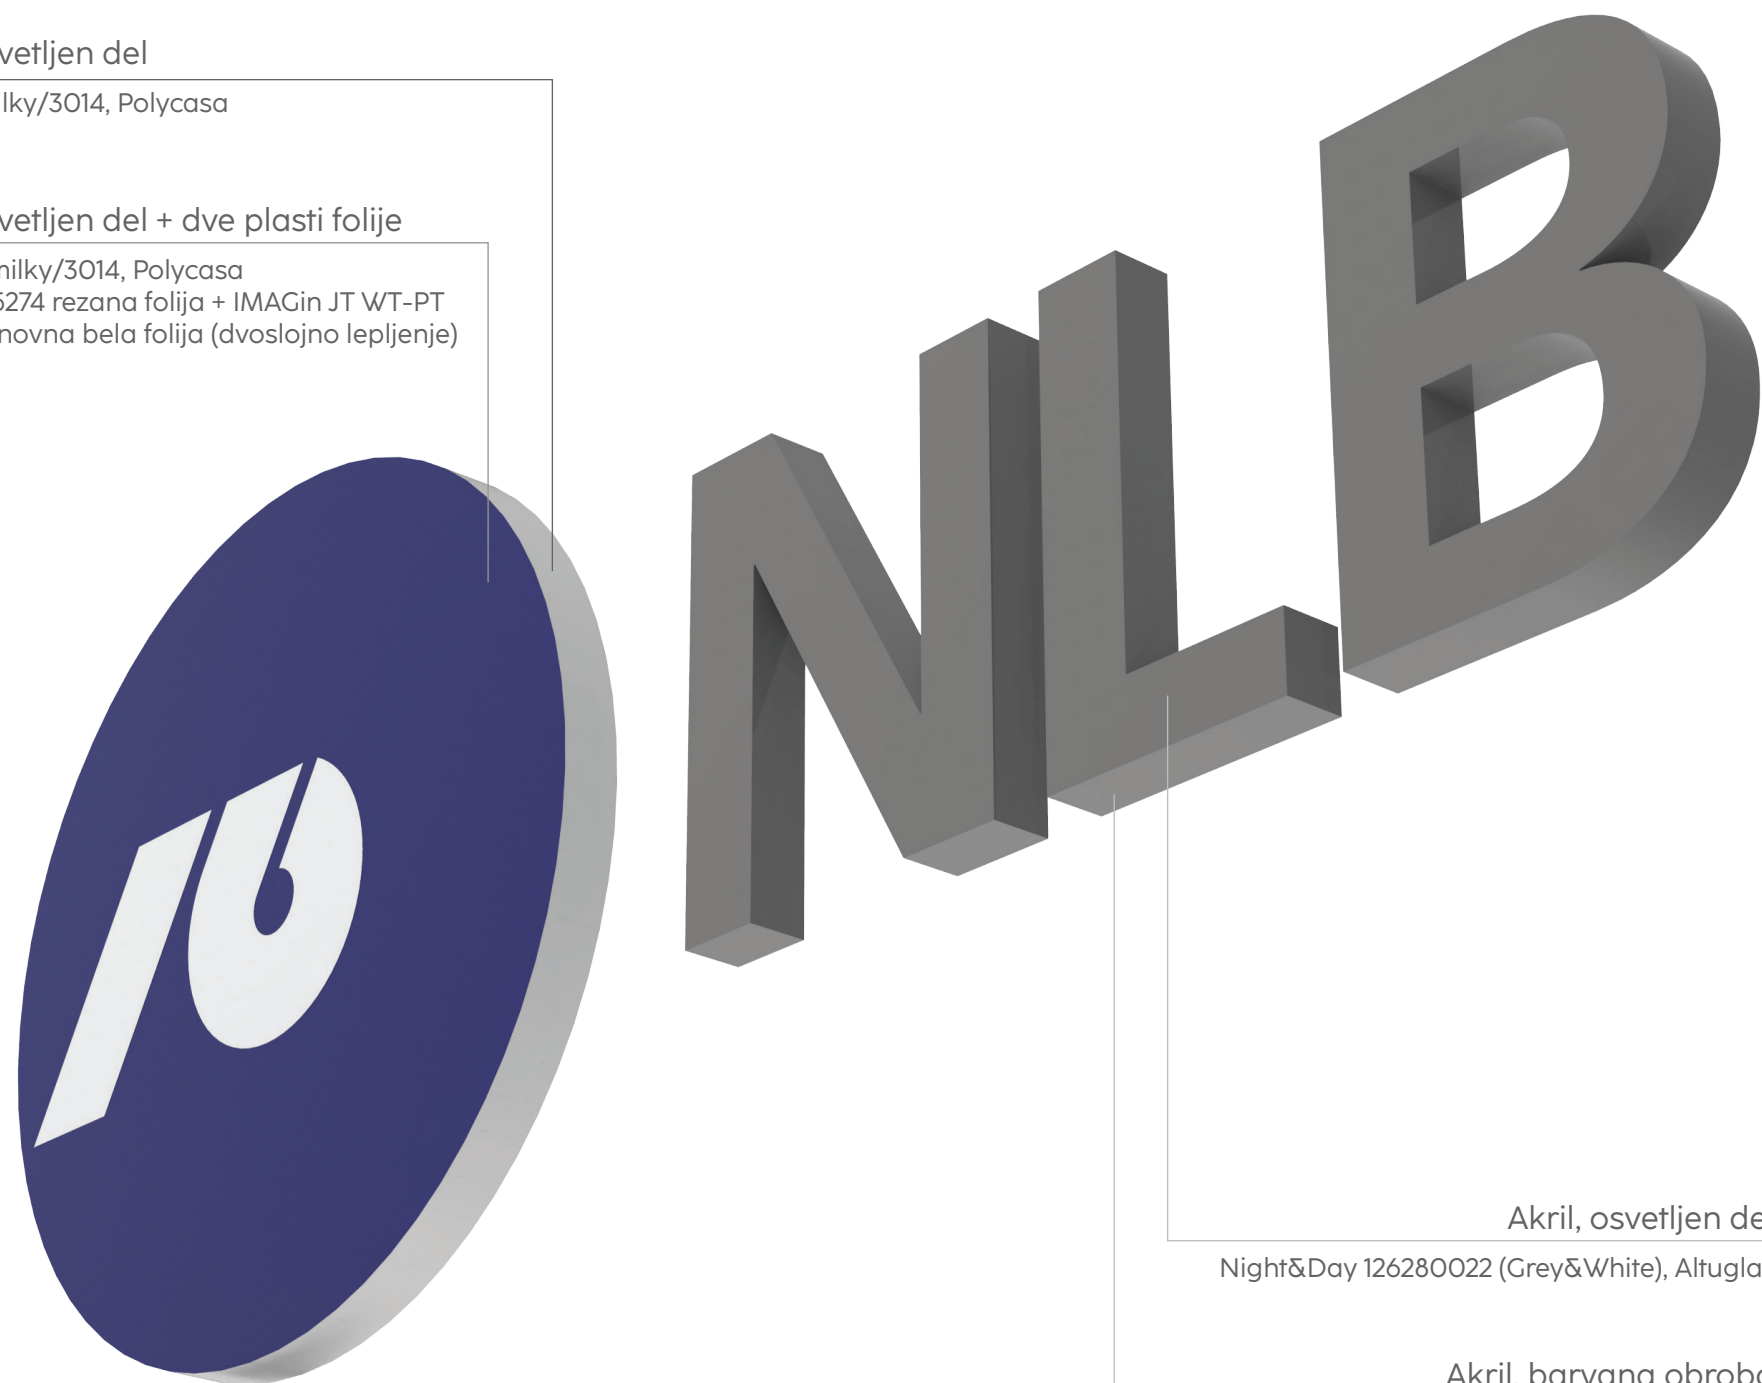 vetljen del
lky/3014, Polycasa
vetljen del + dve plasti folije
nilky/3014, Polycasa
5274 rezana folija + IMAGin JT WT-PT
novna bela folija (dvoslojno lepljenje)
NLB
Akril, osvetljen de
Night&Day 126280022 (Grey&White), Altugla
Akril, barvana obroba